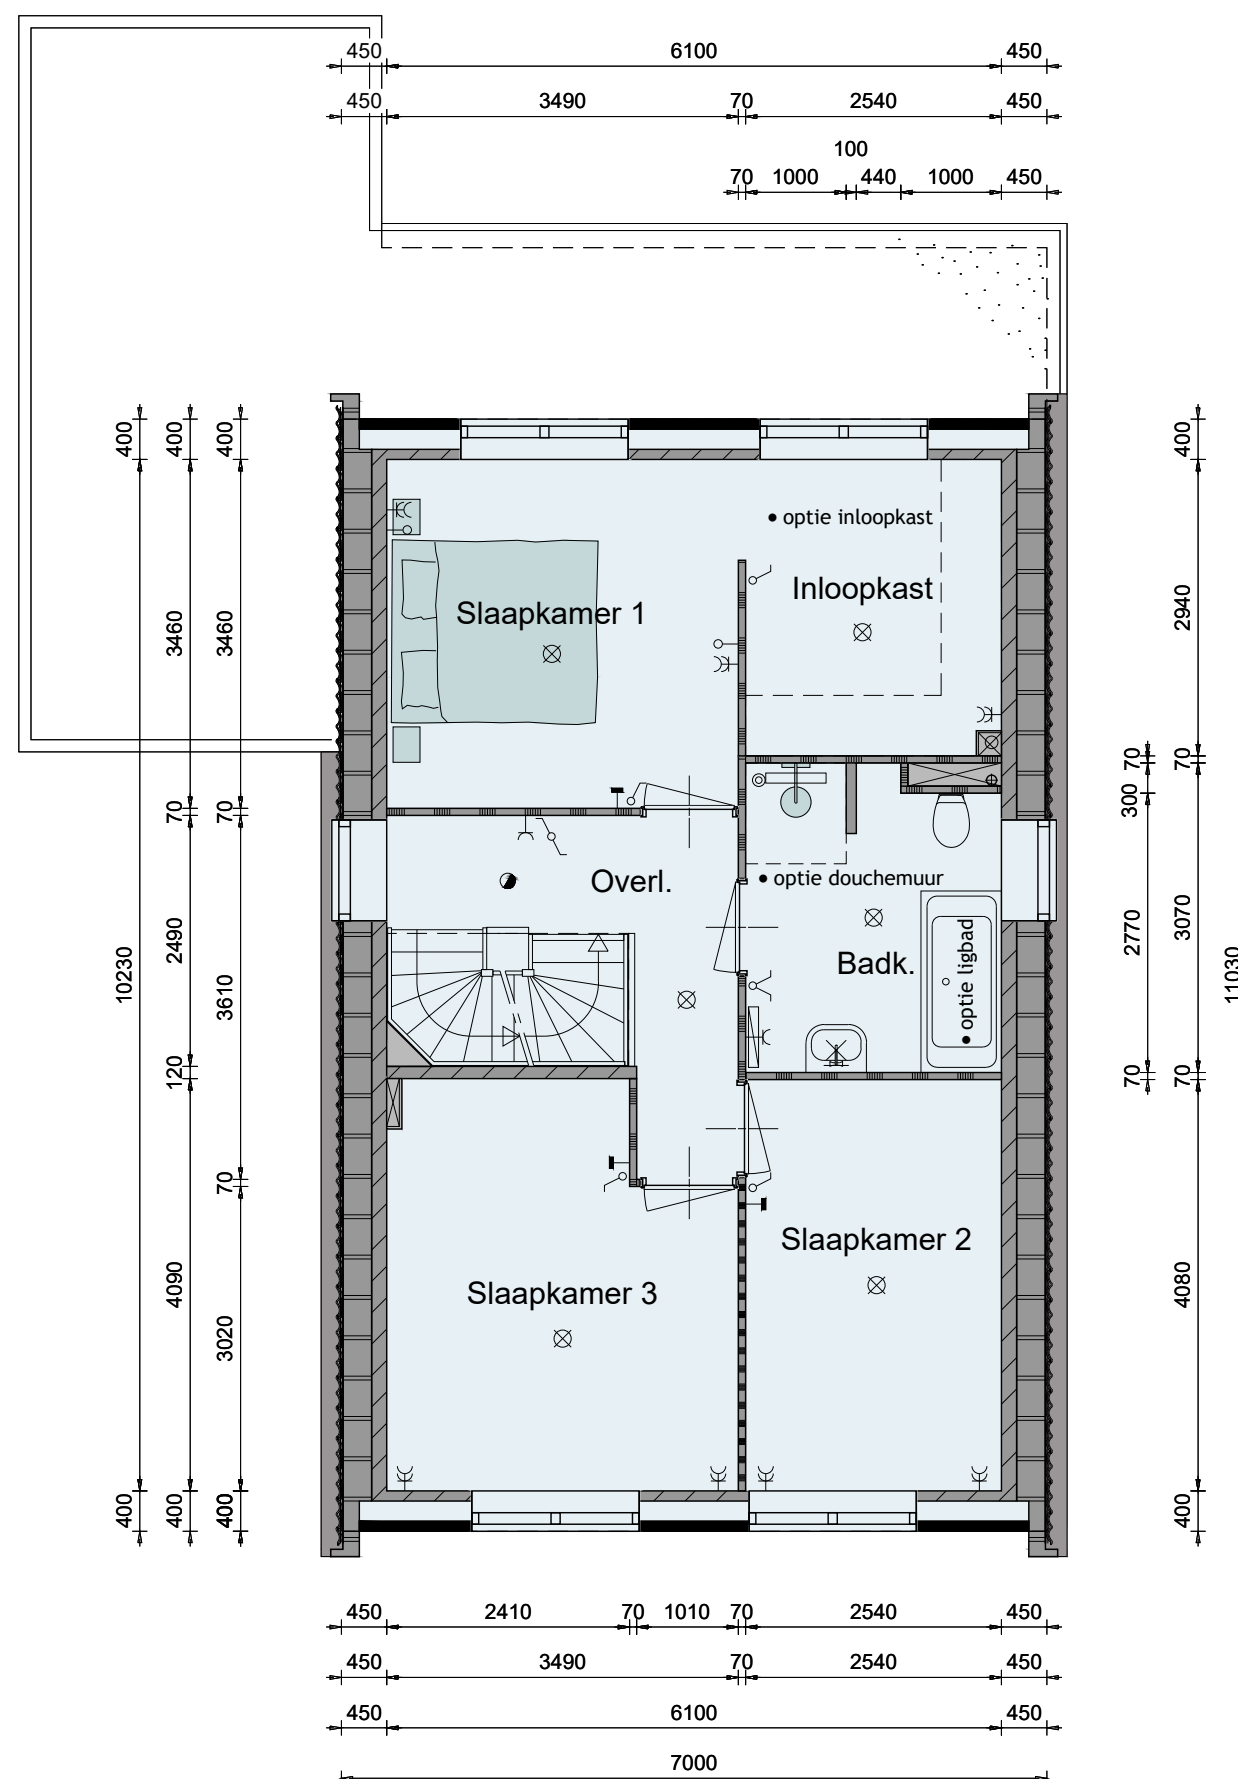 450 6100 450
450 3490 70 2540 450
100
70 1000 440 1000 450
400 400 400 400
optie inloopkast
Inloopkast
Slaapkamer 1
3460 3460 2940
70 70 70 70
300
Overl.
optie douchemuur
Badk.
optie ligbad
10230 2490 3610 2770 3070 11030
120 70 70
70
Slaapkamer 2
Slaapkamer 3
4090 3020 4080
400 400 400 400
450 2410 70 1010 70 2540 450
450 3490 70 2540 450
450 6100 450
7000